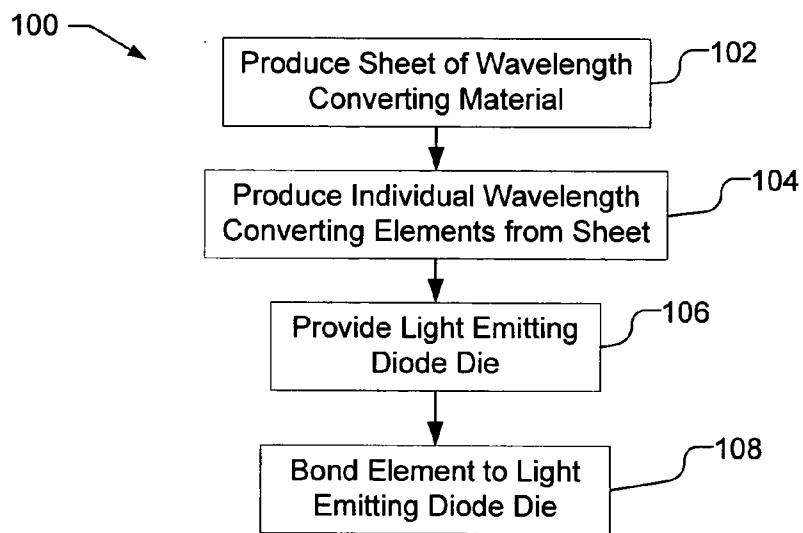 100
Produce Sheet of Wavelength
Converting Material
102
Produce Individual Wavelength
Converting Elements from Sheet
104
Provide Light Emitting
Diode Die
106
Bond Element to Light
Emitting Diode Die
108